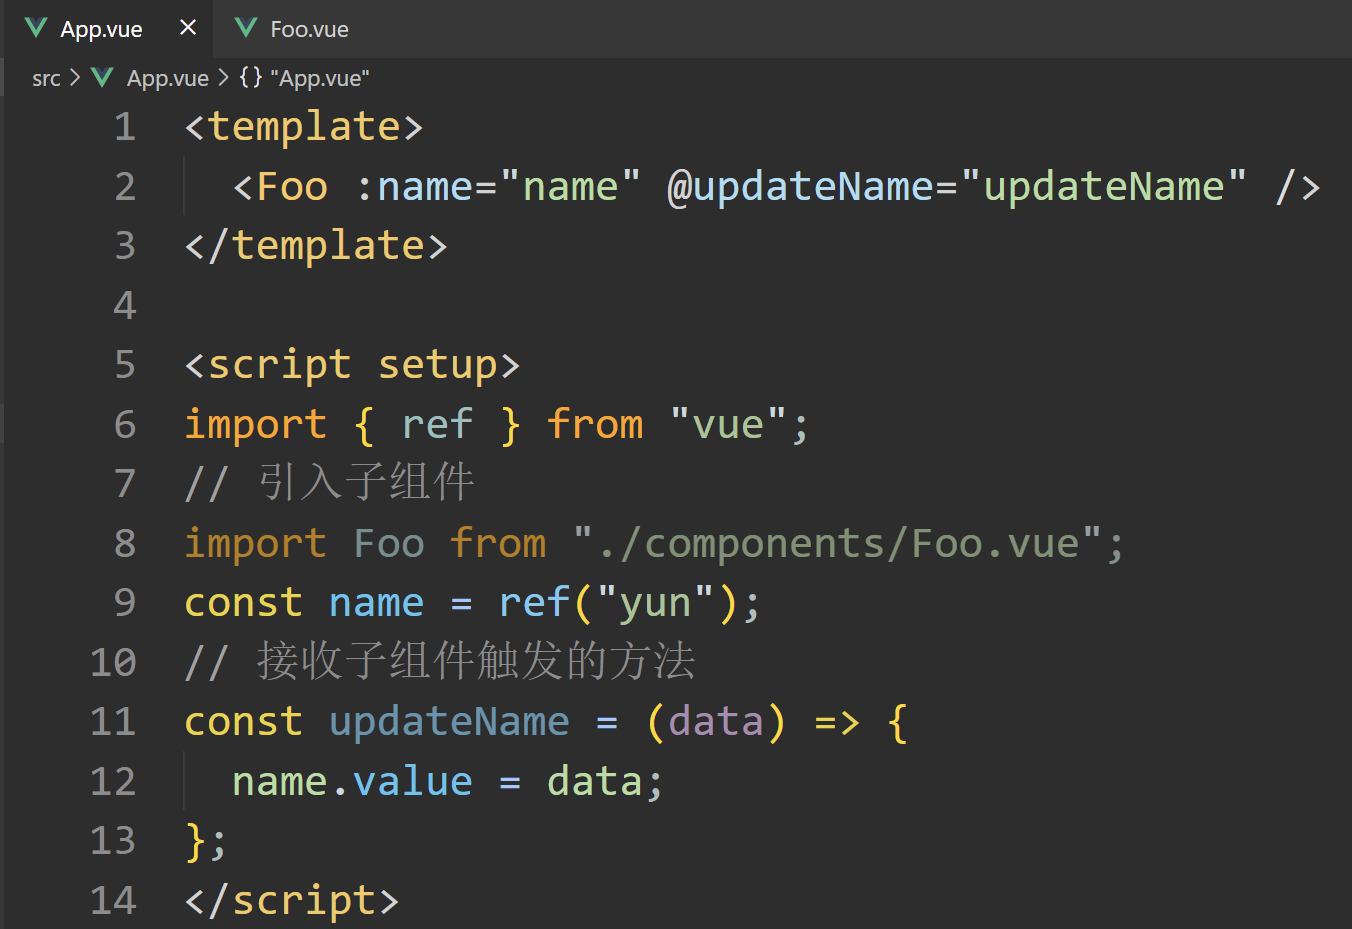 App.vue × Foo.vue
src > App.vue > {} "App.vue"
1 <template>
2   <Foo :name="name" @updateName="updateName" />
3 </template>
4
5 <script setup>
6 import { ref } from "vue";
7 // 引入子组件
8 import Foo from "./components/Foo.vue";
9 const name = ref("yun");
10 // 接收子组件触发的方法
11 const updateName = (data) => {
12   name.value = data;
13 };
14 </script>